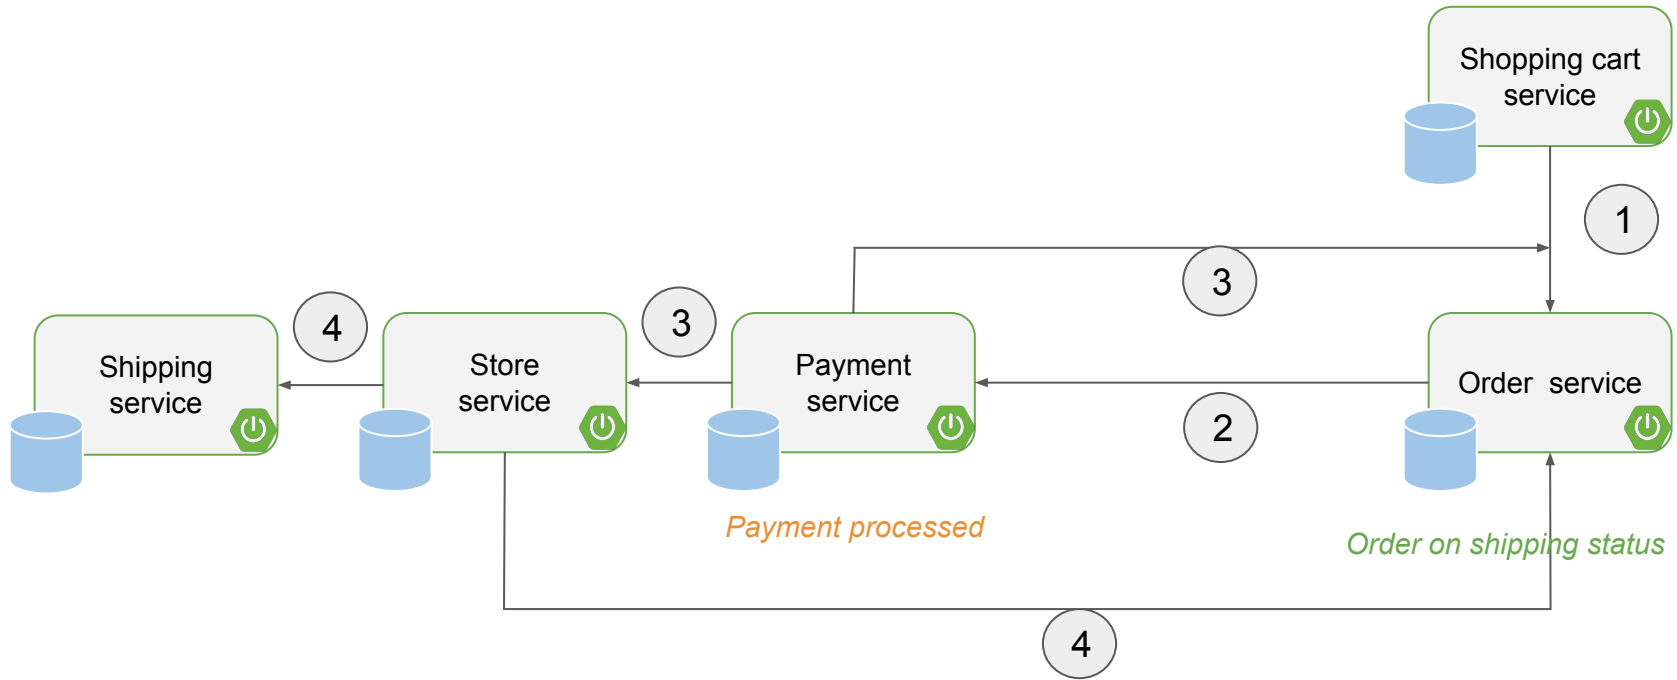 Shopping cart
service
1
3
4
3
Shipping
service
Store
service
Payment
service
Order  service
2
Payment processed
Order on shipping status
4